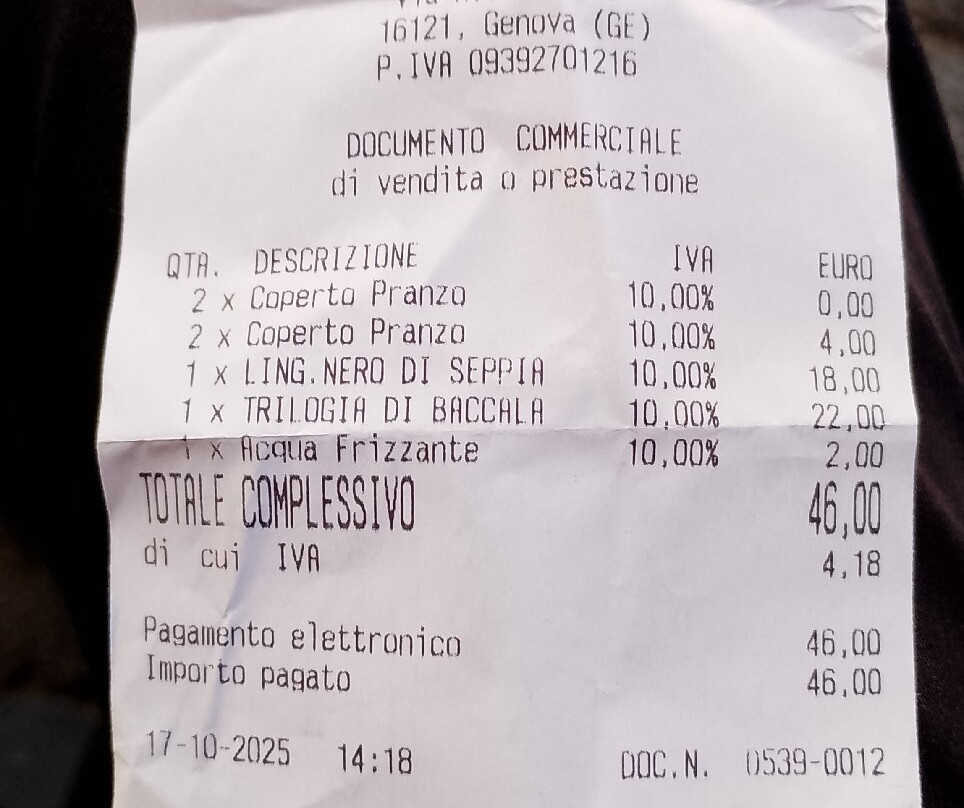 16121, Genova (GE)
P.IVA 09392701216
DOCUMENTO COMMERCIALE
di vendita o prestazione
QTA. DESCRIZIONE IVA EURO
2 x Coperto Pranzo 10,00% 0,00
2 x Coperto Pranzo 10,00% 4,00
1 x LING.NERO DI SEPPIA 10,00% 18,00
1 x TRILOGIA DI BACCALA 10,00% 22,00
1 x Acqua Frizzante 10,00% 2,00
TOTALE COMPLESSIVO 46,00
di cui IVA 4,18
Pagamento elettronico 46,00
Importo pagato 46,00
17-10-2025 14:18 DOC.N. 0539-0012